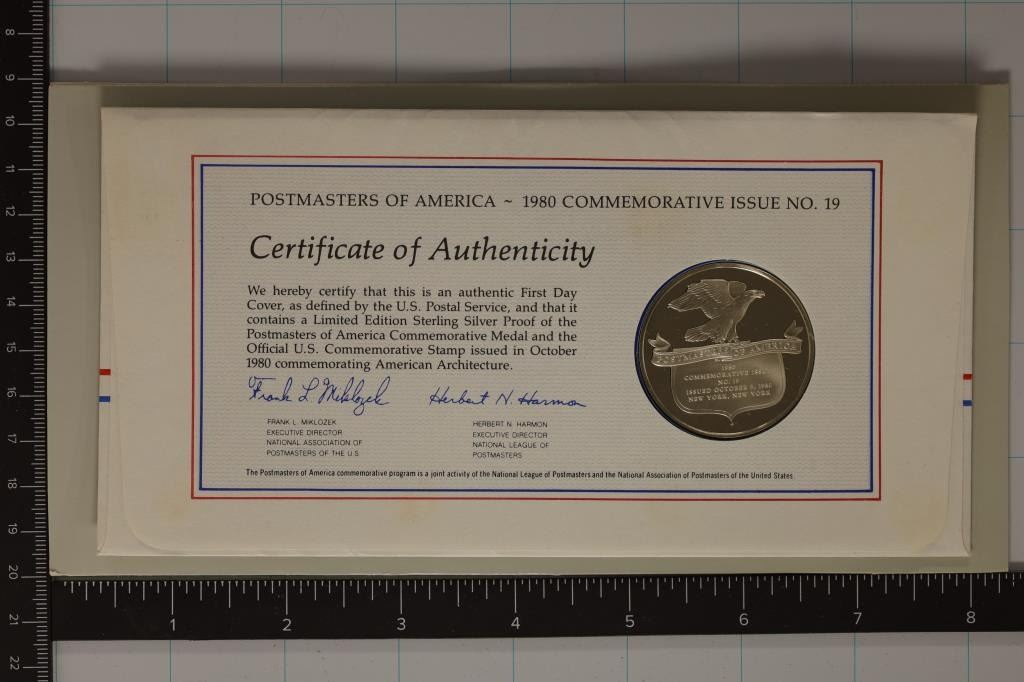 POSTMASTERS OF AMERICA ~ 1980 COMMEMORATIVE ISSUE NO. 19
Certificate of Authenticity
We hereby certify that this is an authentic First Day
Cover, as defined by the U.S. Postal Service, and that it
contains a Limited Edition Sterling Silver Proof of the
Postmasters of America Commemorative Medal and the
Official U.S. Commemorative Stamp issued in October
1980 commemorating American Architecture.
Frank L Miklozek
Herbert N. Harmon
FRANK L. MIKLOZEK
EXECUTIVE DIRECTOR
NATIONAL ASSOCIATION OF
POSTMASTERS OF THE U.S
HERBERT N. HARMON
EXECUTIVE DIRECTOR
NATIONAL LEAGUE OF
POSTMASTERS
The Postmasters of America commemorative program is a joint activity of the National League of Postmasters and the National Association of Postmasters of the United States.
POSTMASTERS OF AMERICA
1980
COMMEMORATIVE ISSUE
NO. 19
ISSUED OCTOBER 9, 1980
NEW YORK, NEW YORK
8
9
10
11
12
13
14
15
16
17
18
19
20
21
22
1 2 3 4 5 6 7 8